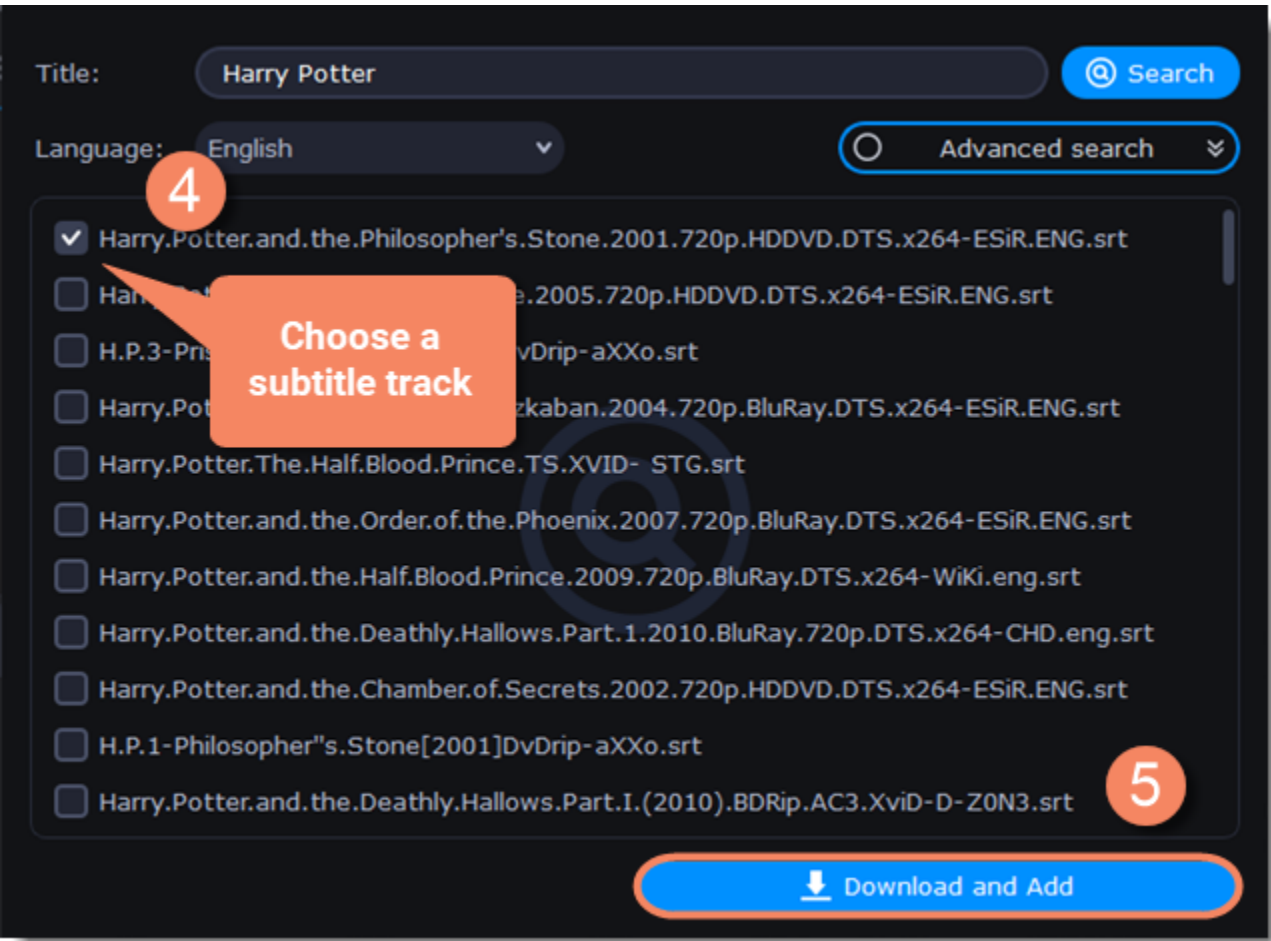 Title:
Harry Potter
Search
Language:
English
Advanced search
4
Harry.Potter.and.the.Philosopher's.Stone.2001.720p.HDDVD.DTS.x264-ESiR.ENG.srt
.2005.720p.HDDVD.DTS.x264-ESiR.ENG.srt
Choose a
subtitle track
H.P.3- vDrip-aXXo.srt
zkaban.2004.720p.BluRay.DTS.x264-ESiR.ENG.srt
Harry.Potter.The.Half.Blood.Prince.TS.XVID- STG.srt
Harry.Potter.and.the.Order.of.the.Phoenix.2007.720p.BluRay.DTS.x264-ESiR.ENG.srt
Harry.Potter.and.the.Half.Blood.Prince.2009.720p.BluRay.DTS.x264-WiKi.eng.srt
Harry.Potter.and.the.Deathly.Hallows.Part.1.2010.BluRay.720p.DTS.x264-CHD.eng.srt
Harry.Potter.and.the.Chamber.of.Secrets.2002.720p.HDDVD.DTS.x264-ESiR.ENG.srt
H.P.1-Philosopher"s.Stone[2001]DvDrip-aXXo.srt
Harry.Potter.and.the.Deathly.Hallows.Part.I.(2010).BDRip.AC3.XviD-D-Z0N3.srt
5
Download and Add